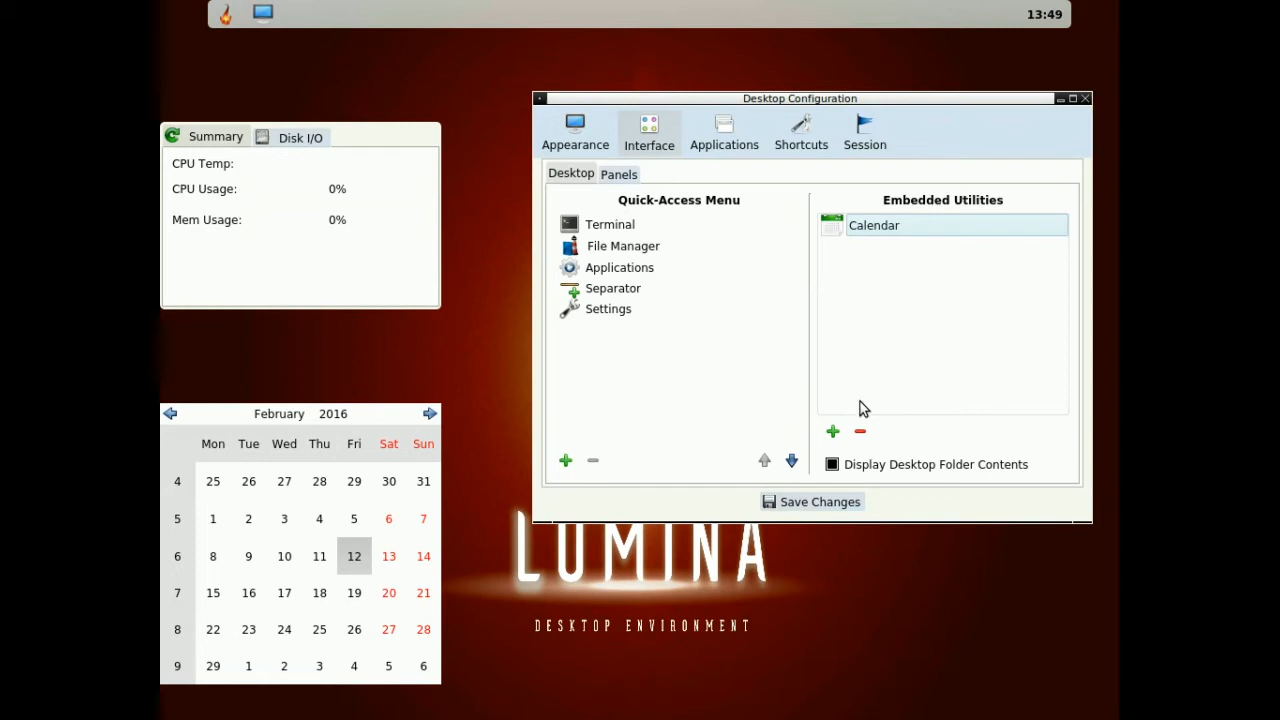 13:49
Desktop Configuration
Appearance Interface Applications Shortcuts Session
Desktop Panels
Quick-Access Menu
Terminal
File Manager
Applications
Separator
Settings
Embedded Utilities
Calendar
Display Desktop Folder Contents
Save Changes
Summary Disk I/O
CPU Temp:
CPU Usage: 0%
Mem Usage: 0%
February 2016
Mon Tue Wed Thu Fri Sat Sun
4 25 26 27 28 29 30 31
5 1 2 3 4 5 6 7
6 8 9 10 11 12 13 14
7 15 16 17 18 19 20 21
8 22 23 24 25 26 27 28
9 29 1 2 3 4 5 6
LUMINA
DESKTOP ENVIRONMENT